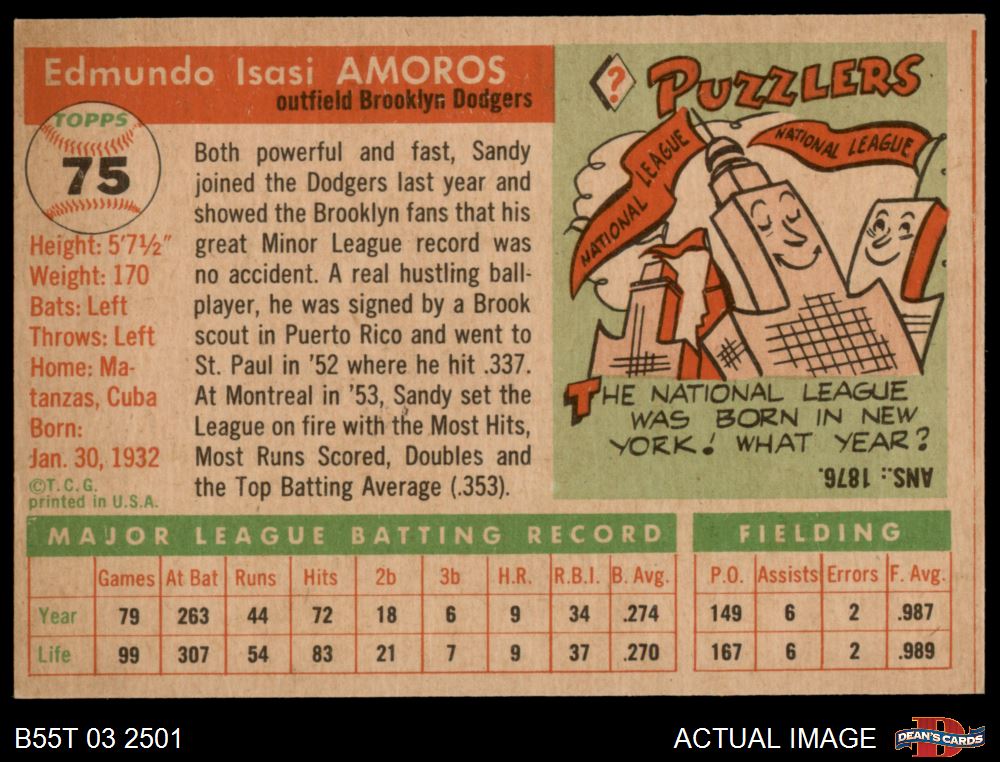 Edmundo Isasi AMOROS
outfield Brooklyn Dodgers
TOPPS
75
Height: 5'7½"
Weight: 170
Bats: Left
Throws: Left
Home: Ma-
tanzas, Cuba
Born:
Jan. 30, 1932
©T.C.G.
printed in U.S.A.
Both powerful and fast, Sandy
joined the Dodgers last year and
showed the Brooklyn fans that his
great Minor League record was
no accident. A real hustling ball-
player, he was signed by a Brook
scout in Puerto Rico and went to
St. Paul in '52 where he hit .337.
At Montreal in '53, Sandy set the
League on fire with the Most Hits,
Most Runs Scored, Doubles and
the Top Batting Average (.353).
? PUZZLERS
NATIONAL LEAGUE
NATIONAL LEAGUE
THE NATIONAL LEAGUE
WAS BORN IN NEW
YORK! WHAT YEAR?
ANS.: 1876.
MAJOR LEAGUE BATTING RECORD
Games At Bat Runs Hits 2b 3b H.R. R.B.I. B. Avg.
Year 79 263 44 72 18 6 9 34 .274
Life 99 307 54 83 21 7 9 37 .270
FIELDING
P.O. Assists Errors F. Avg.
149 6 2 .987
167 6 2 .989
B55T 03 2501
ACTUAL IMAGE
DEAN'S CARDS